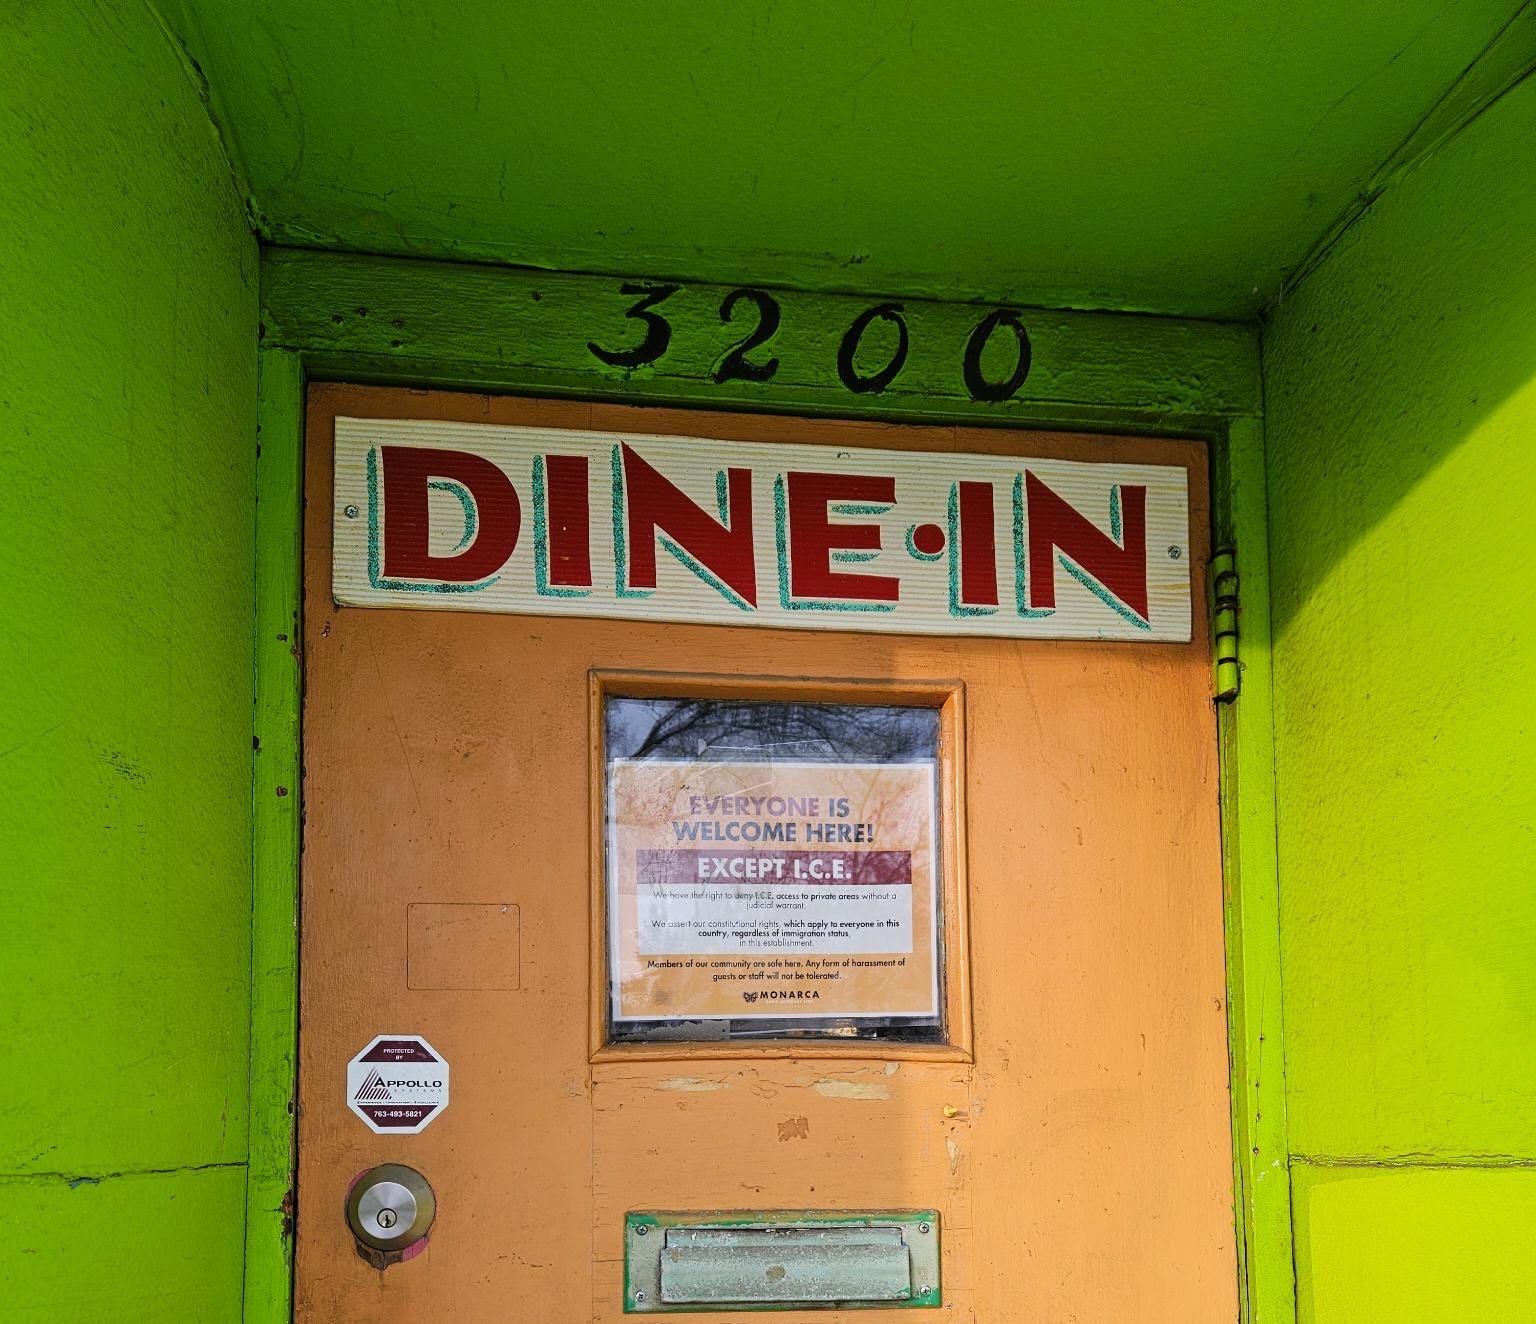 3200
DINE•IN
EVERYONE IS
WELCOME HERE!
EXCEPT I.C.E.
We have the right to deny I.C.E. access to private areas without a
judicial warrant.
We assert our constitutional rights, which apply to everyone in this
country, regardless of immigration status,
in this establishment.
Members of our community are safe here. Any form of harassment of
guests or staff will not be tolerated.
MONARCA
PROTECTED
BY
APPOLLO
SYSTEMS
763-493-5821